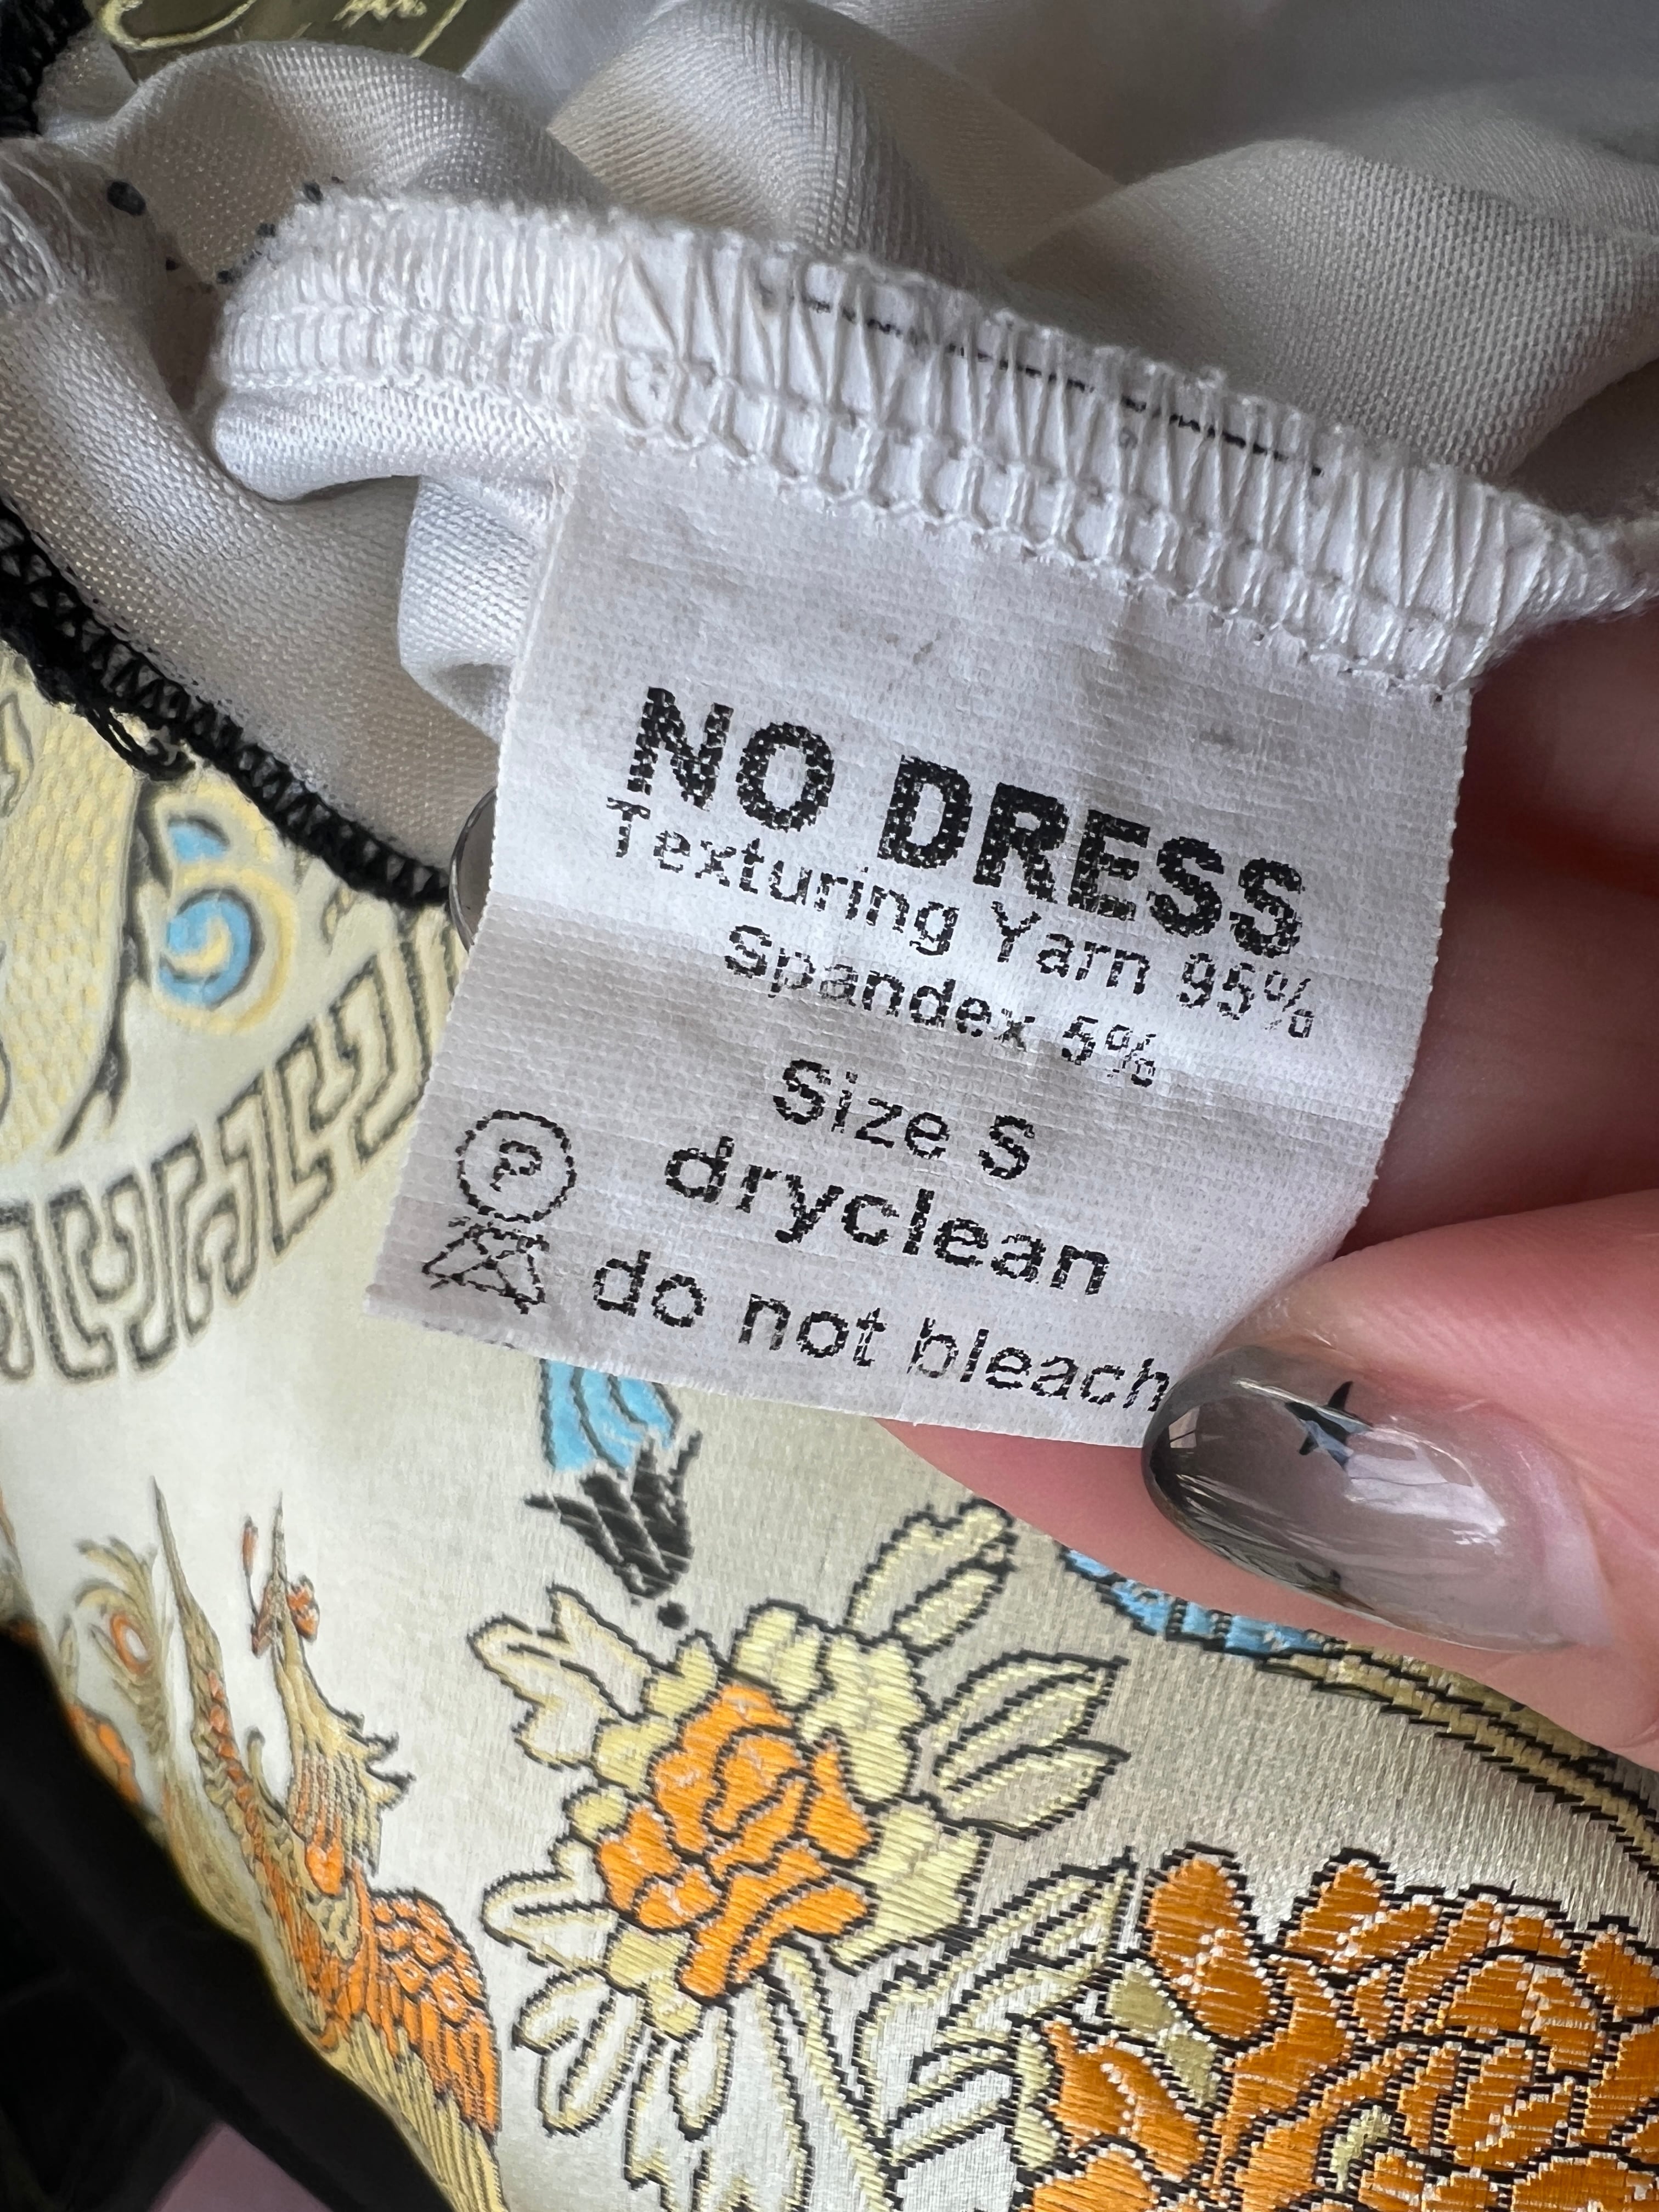 NO DRESS
Texturing Yarn 95%
Spandex 5%
Size S
P dryclean
do not bleach